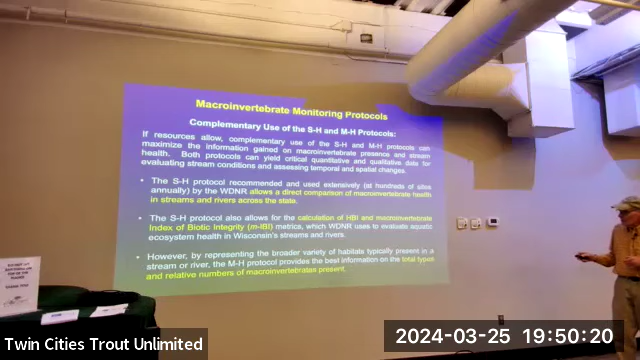 Macroinvertebrate Monitoring Protocols
Complementary Use of the S-H and M-H Protocols:
If resources allow, complementary use of the S-H and M-H protocols can
maximize the information gained on macroinvertebrate presence and stream
health. Both protocols can yield critical quantitative and qualitative data for
evaluating stream conditions and assessing temporal and spatial changes.
• The S-H protocol recommended and used extensively (at hundreds of sites
annually) by the WDNR allows a direct comparison of macroinvertebrate health
in streams and rivers across the state.
• The S-H protocol also allows for the calculation of HBI and macroinvertebrate
Index of Biotic Integrity (m-IBI) metrics, which WDNR uses to evaluate aquatic
ecosystem health in Wisconsin's streams and rivers.
• However, by representing the broader variety of habitats typically present in a
stream or river, the M-H protocol provides the best information on the total types
and relative numbers of macroinvertebrates present.
Twin Cities Trout Unlimited
2024-03-25 19:50:20